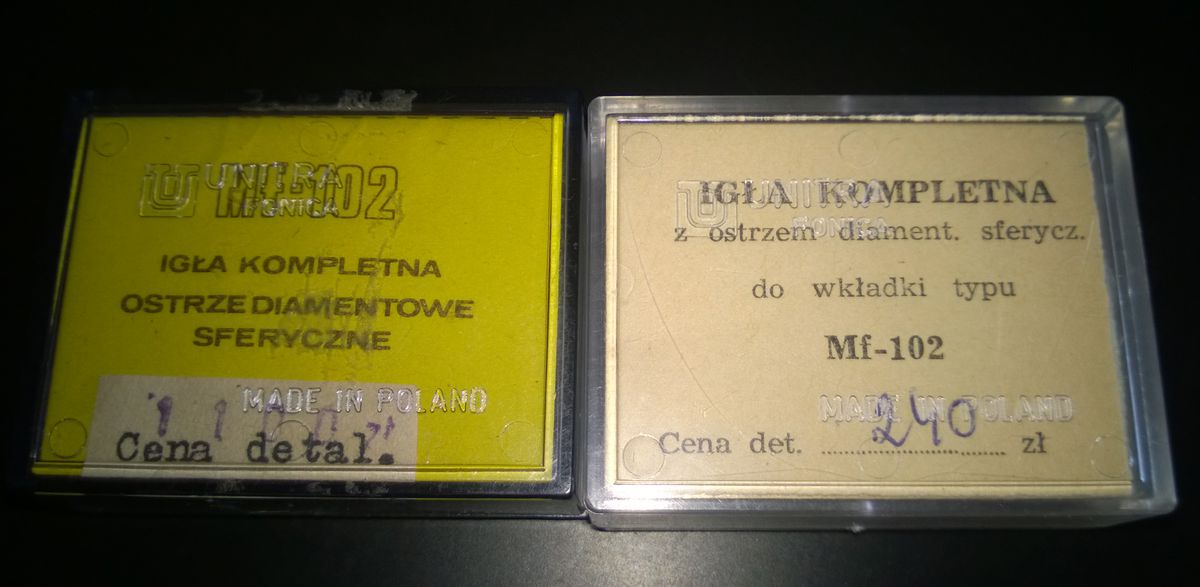 UNITRA
FONICA
Mf-102
IGŁA KOMPLETNA
OSTRZE DIAMENTOWE
SFERYCZNE
MADE IN POLAND
Cena detal.
UNITRA
FONICA
IGŁA KOMPLETNA
z ostrzem diament. sferycz.
do wkładki typu
Mf-102
MADE IN POLAND
Cena det. 240 zł